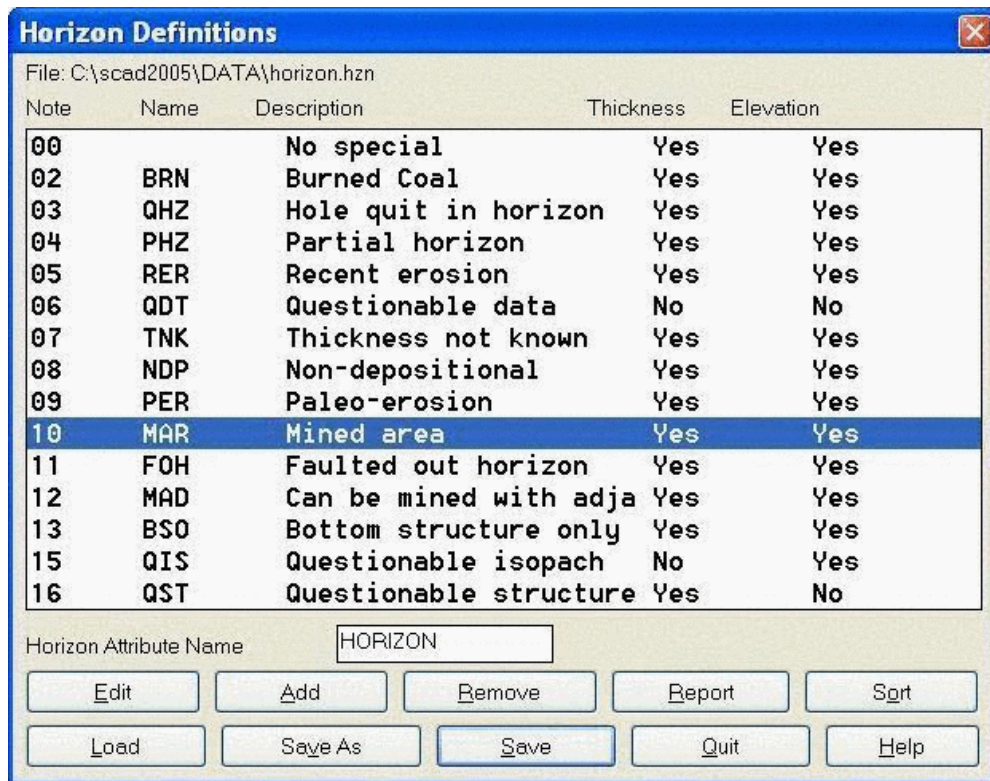 Horizon Definitions
File: C:\scad2005\DATA\horizon.hzn
Note Name Description Thickness Elevation
00 No special Yes Yes
02 BRN Burned Coal Yes Yes
03 QHZ Hole quit in horizon Yes Yes
04 PHZ Partial horizon Yes Yes
05 RER Recent erosion Yes Yes
06 QDT Questionable data No No
07 TNK Thickness not known Yes Yes
08 NDP Non-depositional Yes Yes
09 PER Paleo-erosion Yes Yes
10 MAR Mined area Yes Yes
11 FOH Faulted out horizon Yes Yes
12 MAD Can be mined with adja Yes Yes
13 BSO Bottom structure only Yes Yes
15 QIS Questionable isopach No Yes
16 QST Questionable structure Yes No
Horizon Attribute Name HORIZON
Edit Add Remove Report Sort
Load Save As Save Quit Help